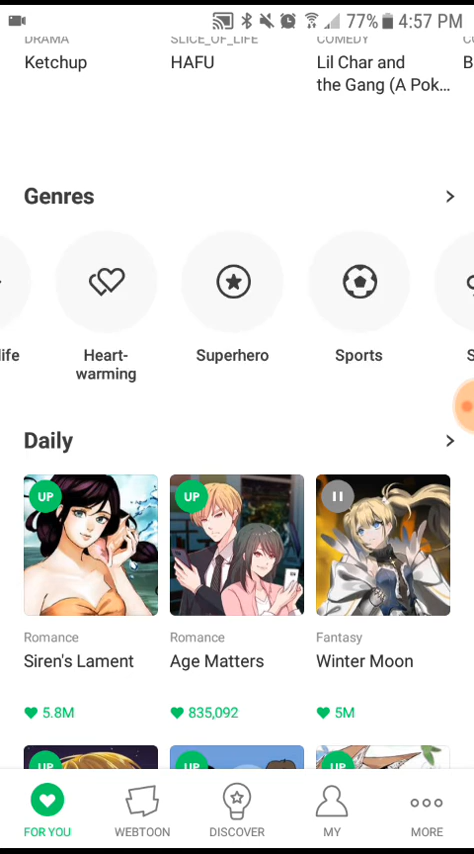 77% 4:57 PM
DRAMA SLICE_OF_LIFE COMEDY
Ketchup HAFU Lil Char and
the Gang (A Pok...
Genres
life Heart-
warming Superhero Sports S
Daily
UP UP
Romance Romance Fantasy
Siren's Lament Age Matters Winter Moon
5.8M 835,092 5M
UP UP UP
FOR YOU WEBTOON DISCOVER MY MORE